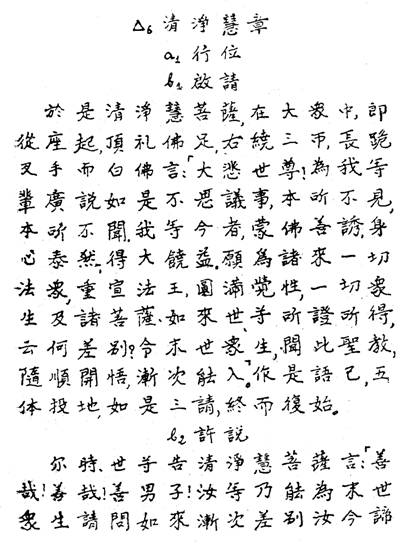 Δ6 清淨慧章
a1 行位
b1 啟請
於是清淨慧菩薩,在大衆中,即
從座起,頂礼佛足,右繞三帀,長跪
叉手而白佛言:「大悲世尊!為我等
輩廣說如是不思議事,本所不見,
本所不聞.我等今者,蒙佛善誘,身
心泰然,得大饒益.願為諸來一切
法衆,重宣法王,圓滿覺性,一切衆
生及諸菩薩、如來世尊,所證所得,
云何差別?令末世衆生,聞此聖教,
隨順開悟,漸次能入。」作是語已,五
体投地,如是三請,終而復始。
b2 許說
尔時、世尊告清淨慧菩薩言:「善
哉!善哉!善男子!汝等乃能為末世
衆生請問如來漸次差別汝今諦